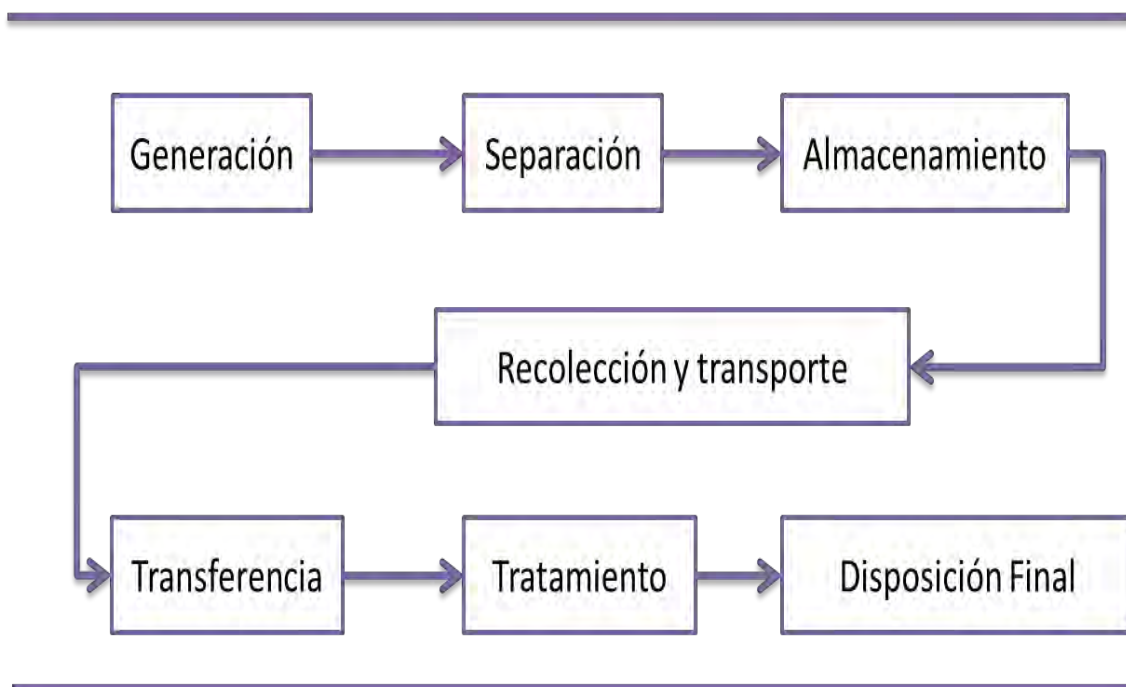 Generación
Separación
Almacenamiento
Recolección y transporte
Transferencia
Tratamiento
Disposición Final